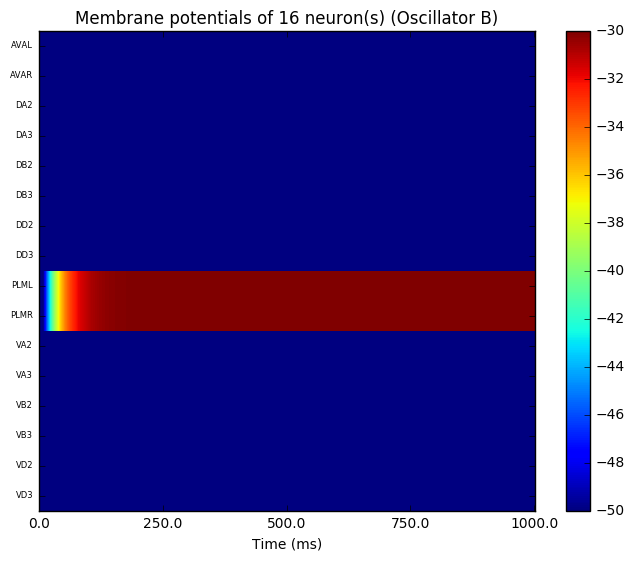 Membrane potentials of 16 neuron(s) (Oscillator B)
AVAL
AVAR
DA2
DA3
DB2
DB3
DD2
DD3
PLML
PLMR
VA2
VA3
VB2
VB3
VD2
VD3
0.0 250.0 500.0 750.0 1000.0
Time (ms)
−30
−32
−34
−36
−38
−40
−42
−44
−46
−48
−50